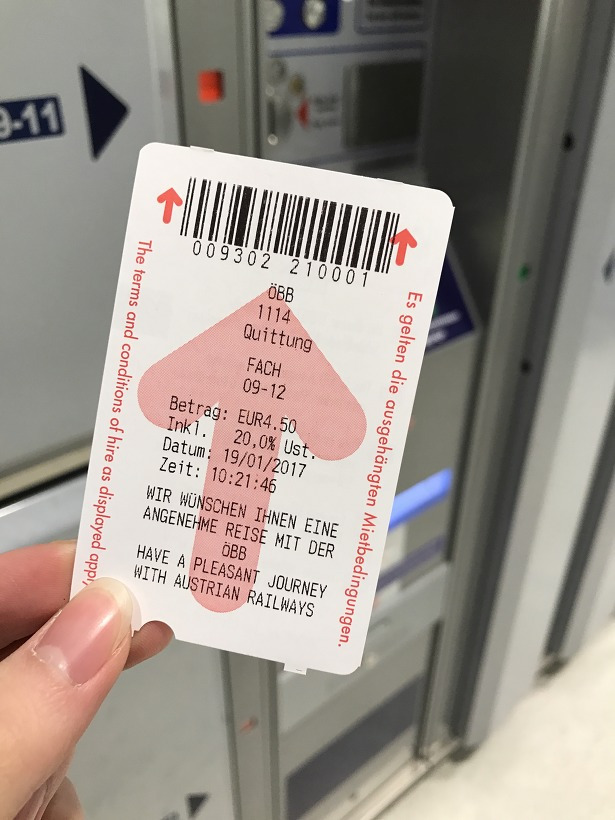 9-11
009302 210001
ÖBB
1114
Quittung
FACH
09-12
Betrag: EUR4.50
Inkl. 20,0% Ust.
Datum: 19/01/2017
Zeit: 10:21:46
WIR WÜNSCHEN IHNEN EINE
ANGENEHME REISE MIT DER
ÖBB
HAVE A PLEASANT JOURNEY
WITH AUSTRIAN RAILWAYS
The terms and conditions of hire as displayed
Es gelten die ausgehängten Mietbedingungen.